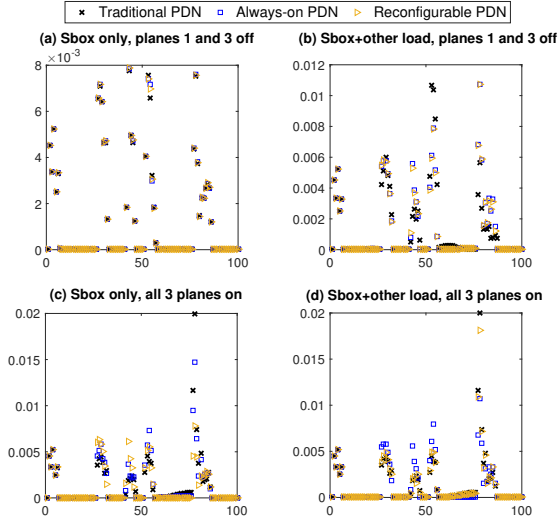 Traditional PDN Always-on PDN Reconfigurable PDN
(a) Sbox only, planes 1 and 3 off
(b) Sbox+other load, planes 1 and 3 off
×10⁻³
8
6
4
2
0
0 50 100
0.012
0.01
0.008
0.006
0.004
0.002
0
0 50 100
(c) Sbox only, all 3 planes on
(d) Sbox+other load, all 3 planes on
0.02
0.015
0.01
0.005
0
0 50 100
0.02
0.015
0.01
0.005
0
0 50 100